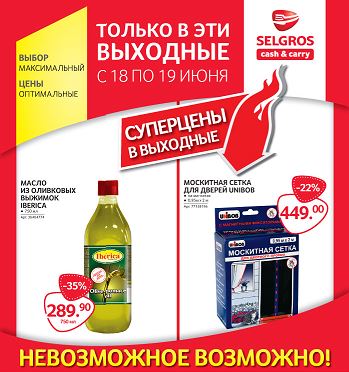 ТОЛЬКО В ЭТИ
ВЫХОДНЫЕ
С 18 ПО 19 ИЮНЯ
ВЫБОР
МАКСИМАЛЬНЫЙ
ЦЕНЫ
ОПТИМАЛЬНЫЕ
SELGROS
cash & carry
СУПЕРЦЕНЫ
В ВЫХОДНЫЕ
МАСЛО
ИЗ ОЛИВКОВЫХ
ВЫЖИМОК
IBERICA
• 750 мл
Iberica
-35%
289.90
750 мл
МОСКИТНАЯ СЕТКА
ДЛЯ ДВЕРЕЙ UNIBOB
-22%
449.00
UNIBOB
МОСКИТНАЯ СЕТКА
НЕВОЗМОЖНОЕ ВОЗМОЖНО!